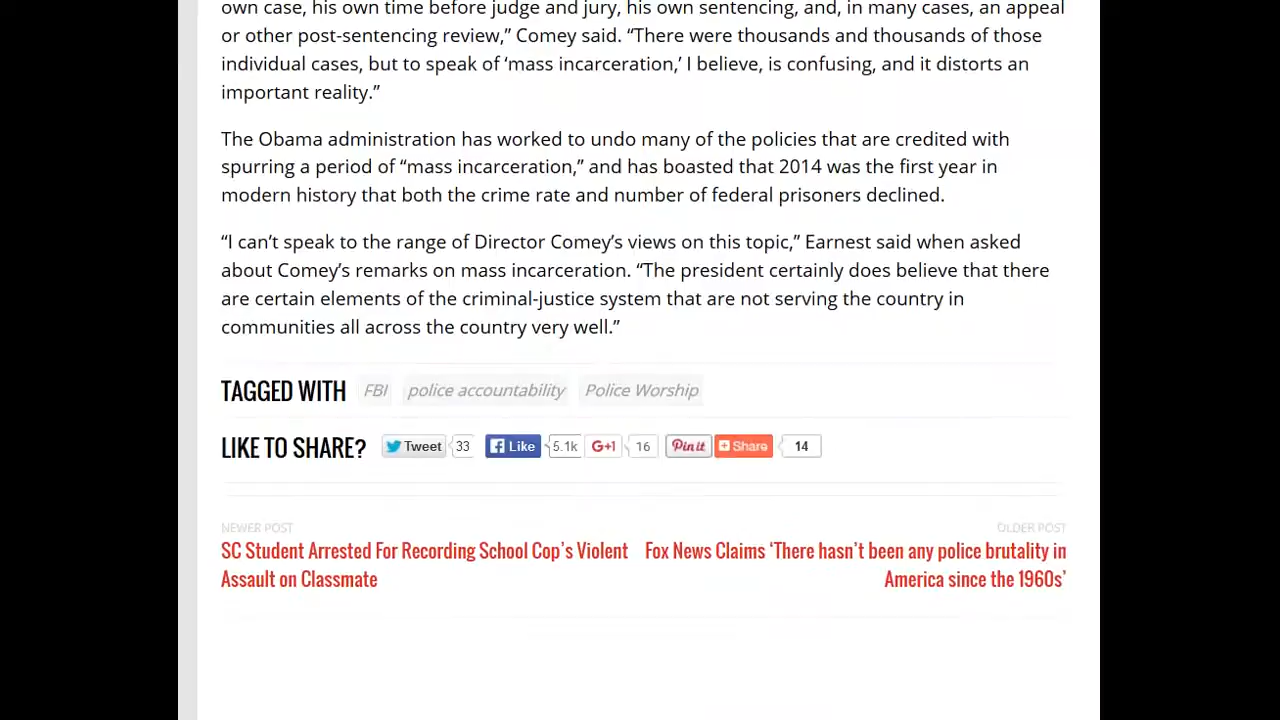 own case, his own time before judge and jury, his own sentencing, and, in many cases, an appeal
or other post-sentencing review,” Comey said. “There were thousands and thousands of those
individual cases, but to speak of ‘mass incarceration,’ I believe, is confusing, and it distorts an
important reality.”
The Obama administration has worked to undo many of the policies that are credited with
spurring a period of “mass incarceration,” and has boasted that 2014 was the first year in
modern history that both the crime rate and number of federal prisoners declined.
“I can’t speak to the range of Director Comey’s views on this topic,” Earnest said when asked
about Comey’s remarks on mass incarceration. “The president certainly does believe that there
are certain elements of the criminal-justice system that are not serving the country in
communities all across the country very well.”
TAGGED WITH FBI police accountability Police Worship
LIKE TO SHARE? Tweet 33 Like 5.1k G+1 16 Pin it Share 14
NEWER POST
SC Student Arrested For Recording School Cop’s Violent
Assault on Classmate
OLDER POST
Fox News Claims ‘There hasn’t been any police brutality in
America since the 1960s’